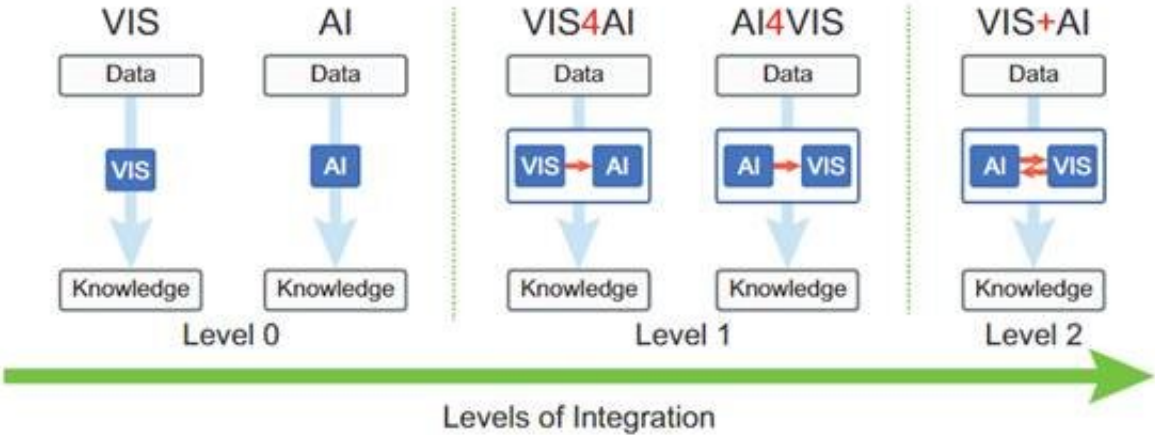 VIS AI VIS4AI AI4VIS VIS+AI
Data Data Data Data Data
VIS AI VIS AI AI VIS AI VIS
Knowledge Knowledge Knowledge Knowledge Knowledge
Level 0 Level 1 Level 2
Levels of Integration